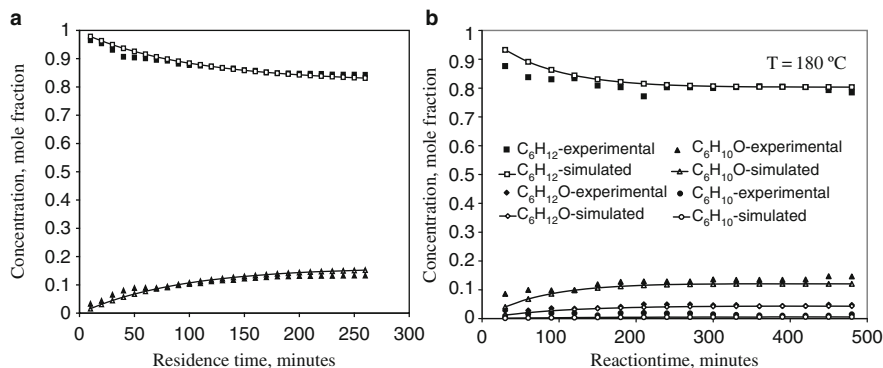 a
Concentration, mole fraction
1
0.9
0.8
0.7
0.6
0.5
0.4
0.3
0.2
0.1
0
0 50 100 150 200 250 300
Residence time, minutes
b
Concentration, mole fraction
1
0.9
0.8
0.7
0.6
0.5
0.4
0.3
0.2
0.1
0
T = 180 ºC
C₆H₁₂-experimental
C₆H₁₂-simulated
C₆H₁₂O-experimental
C₆H₁₂O-simulated
C₆H₁₀O-experimental
C₆H₁₀O-simulated
C₆H₁₀-experimental
C₆H₁₀-simulated
0 100 200 300 400 500
Reactiontime, minutes